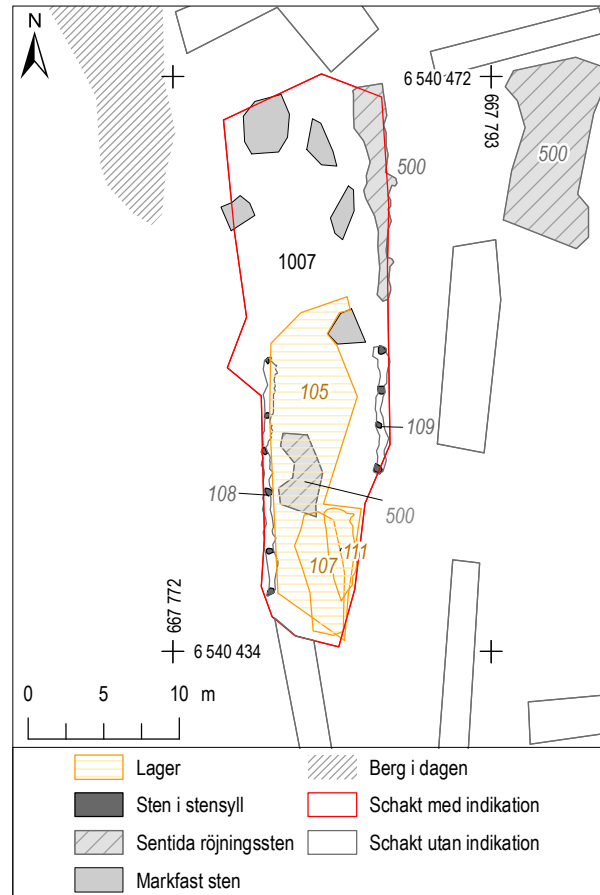 N
6 540 472
667 793
500
500
1007
105
109
108
500
107
111
667 772
6 540 434
0 5 10 m
Lager
Berg i dagen
Sten i stensyll
Schakt med indikation
Sentida röjningssten
Schakt utan indikation
Markfast sten